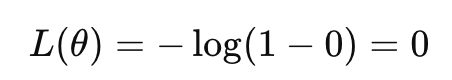 L(θ) = − log(1 − 0) = 0